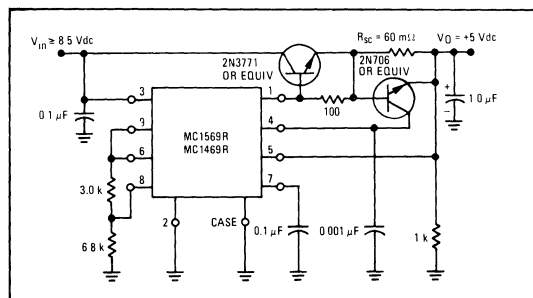 V_in ≥ 8.5 Vdc
R_SC = 60 mΩ
V_O = +5 Vdc
2N3771
OR EQUIV
2N706
OR EQUIV
3
1
100
+
1 0 µF
−
0 1 µF
9
MC1569R
MC1469R
4
6
5
3.0 k
8
7
2
CASE
0.1 µF
0 001 µF
1 k
6 8 k